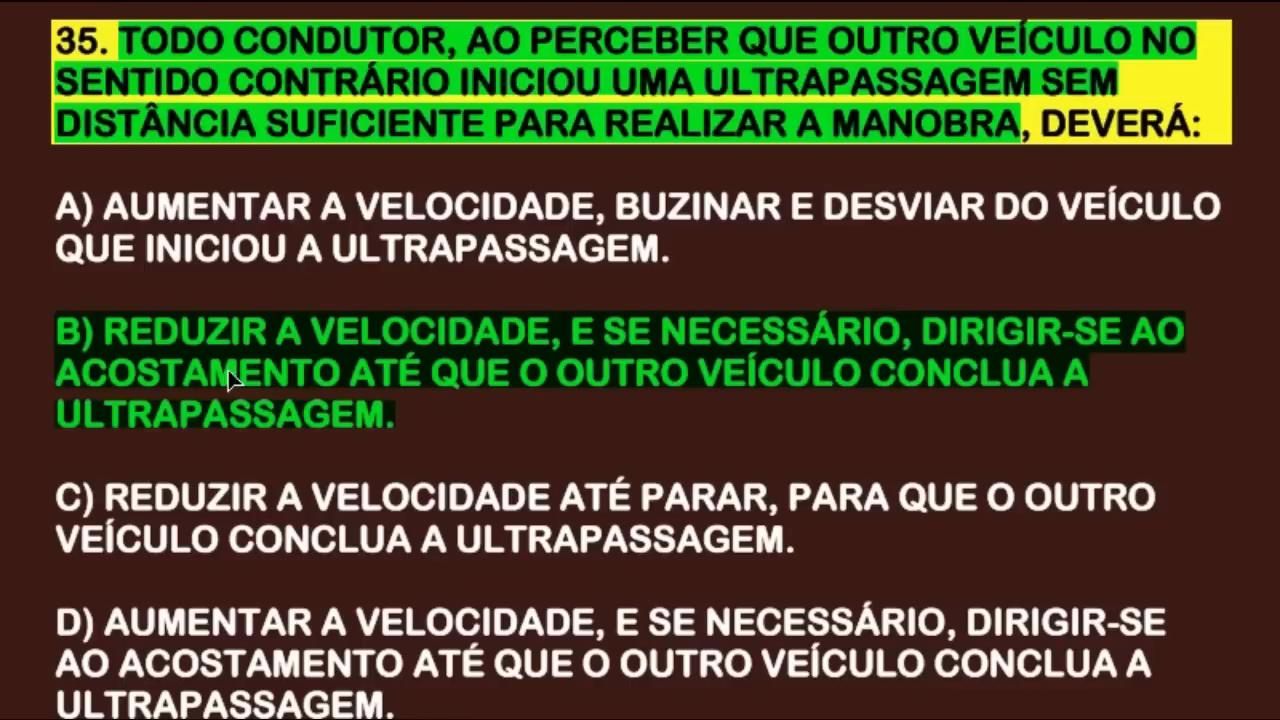 35. TODO CONDUTOR, AO PERCEBER QUE OUTRO VEÍCULO NO
SENTIDO CONTRÁRIO INICIOU UMA ULTRAPASSAGEM SEM
DISTÂNCIA SUFICIENTE PARA REALIZAR A MANOBRA, DEVERÁ:
A) AUMENTAR A VELOCIDADE, BUZINAR E DESVIAR DO VEÍCULO
QUE INICIOU A ULTRAPASSAGEM.
B) REDUZIR A VELOCIDADE, E SE NECESSÁRIO, DIRIGIR-SE AO
ACOSTAMENTO ATÉ QUE O OUTRO VEÍCULO CONCLUA A
ULTRAPASSAGEM.
C) REDUZIR A VELOCIDADE ATÉ PARAR, PARA QUE O OUTRO
VEÍCULO CONCLUA A ULTRAPASSAGEM.
D) AUMENTAR A VELOCIDADE, E SE NECESSÁRIO, DIRIGIR-SE
AO ACOSTAMENTO ATÉ QUE O OUTRO VEÍCULO CONCLUA A
ULTRAPASSAGEM.